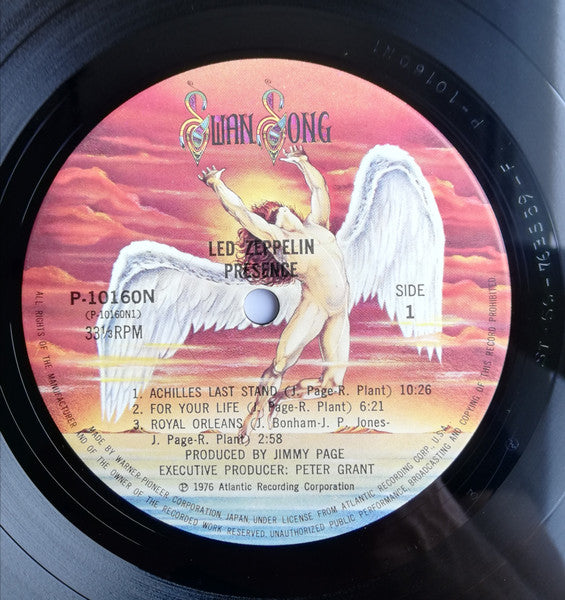 SWAN SONG
LED ZEPPELIN
PRESENCE
P-10160N
(P-10160N1)
33⅓RPM
SIDE
1
1. ACHILLES LAST STAND (J. Page-R. Plant) 10:26
2. FOR YOUR LIFE (J. Page-R. Plant) 6:21
3. ROYAL ORLEANS (J. Bonham-J. P. Jones-
J. Page-R. Plant) 2:58
PRODUCED BY JIMMY PAGE
EXECUTIVE PRODUCER: PETER GRANT
℗ 1976 Atlantic Recording Corporation
MADE BY WARNER-PIONEER CORPORATION, JAPAN, UNDER LICENSE FROM ATLANTIC RECORDING CORP. U.S.A.
ALL RIGHTS OF THE MANUFACTURER AND OF THE OWNER OF THE RECORDED WORK RESERVED. UNAUTHORIZED PUBLIC PERFORMANCE, BROADCASTING AND COPYING OF THIS RECORD PROHIBITED.
P-10160N1